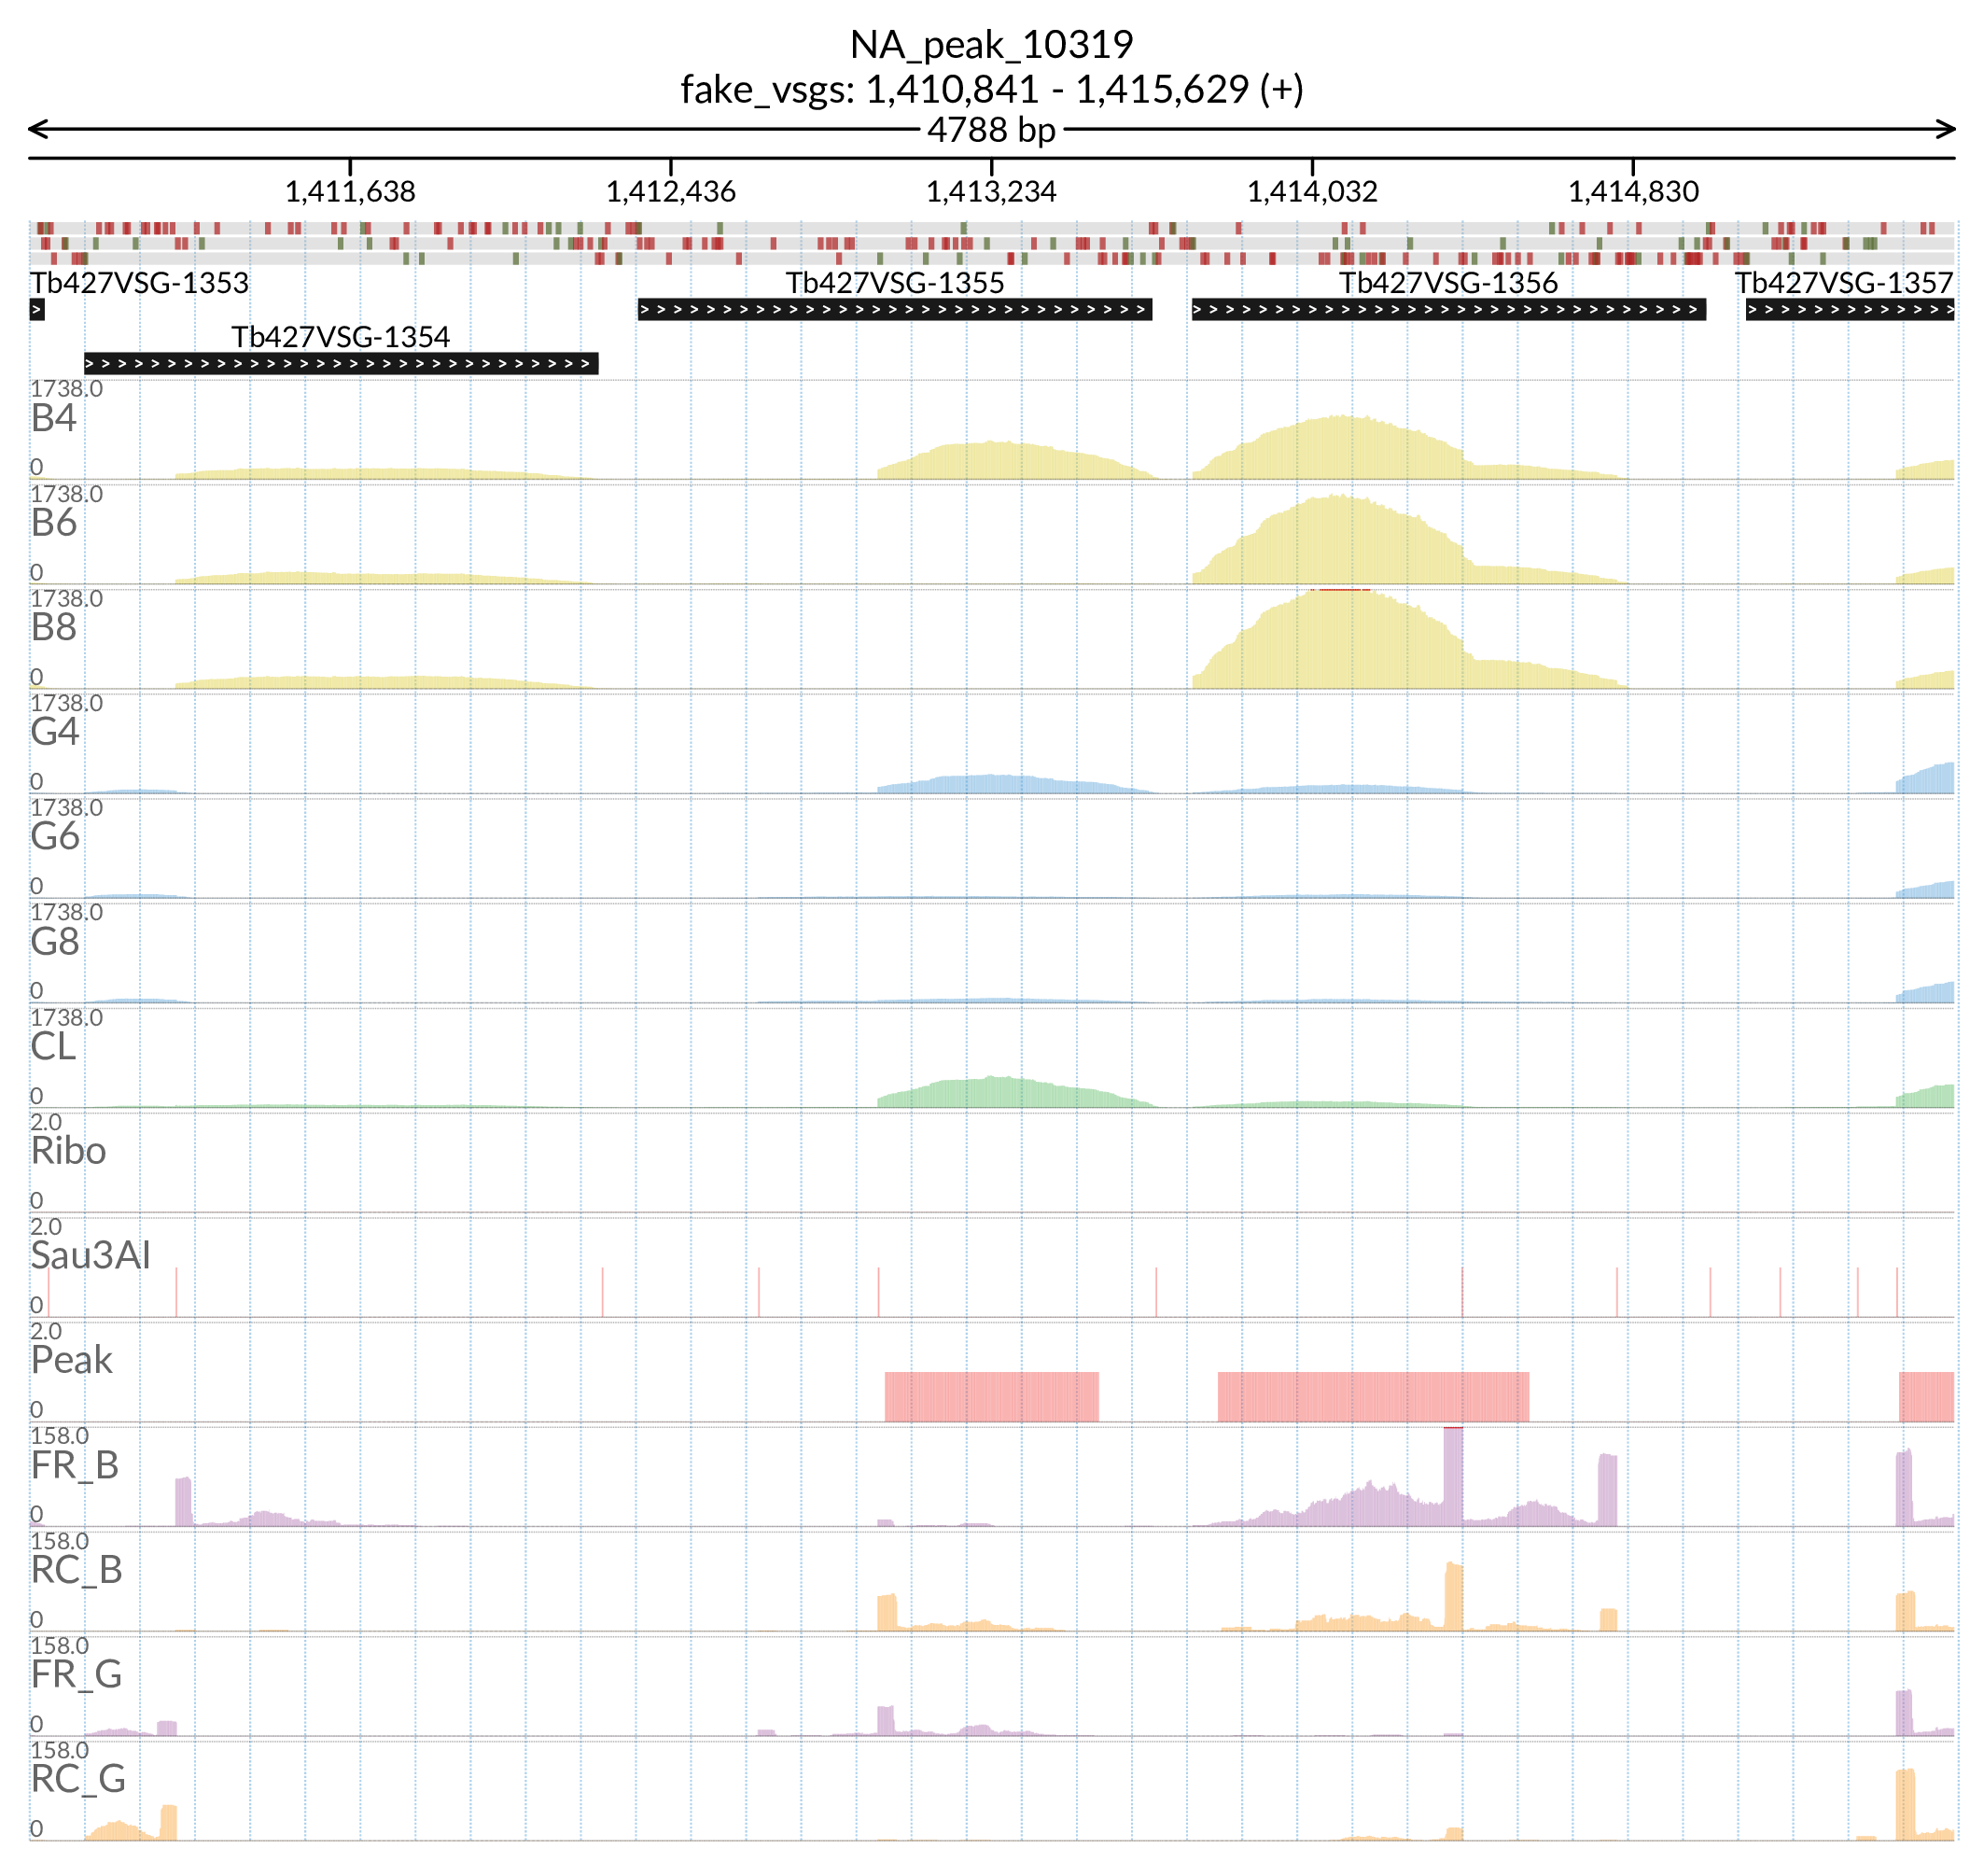 NA_peak_10319
fake_vsgs: 1,410,841 - 1,415,629 (+)
4788 bp
1,411,638 1,412,436 1,413,234 1,414,032 1,414,830
Tb427VSG-1353 Tb427VSG-1355 Tb427VSG-1356 Tb427VSG-1357
Tb427VSG-1354
1738.0
B4
0
1738.0
B6
0
1738.0
B8
0
1738.0
G4
0
1738.0
G6
0
1738.0
G8
0
1738.0
CL
0
2.0
Ribo
0
2.0
Sau3AI
0
2.0
Peak
0
158.0
FR_B
0
158.0
RC_B
0
158.0
FR_G
0
158.0
RC_G
0